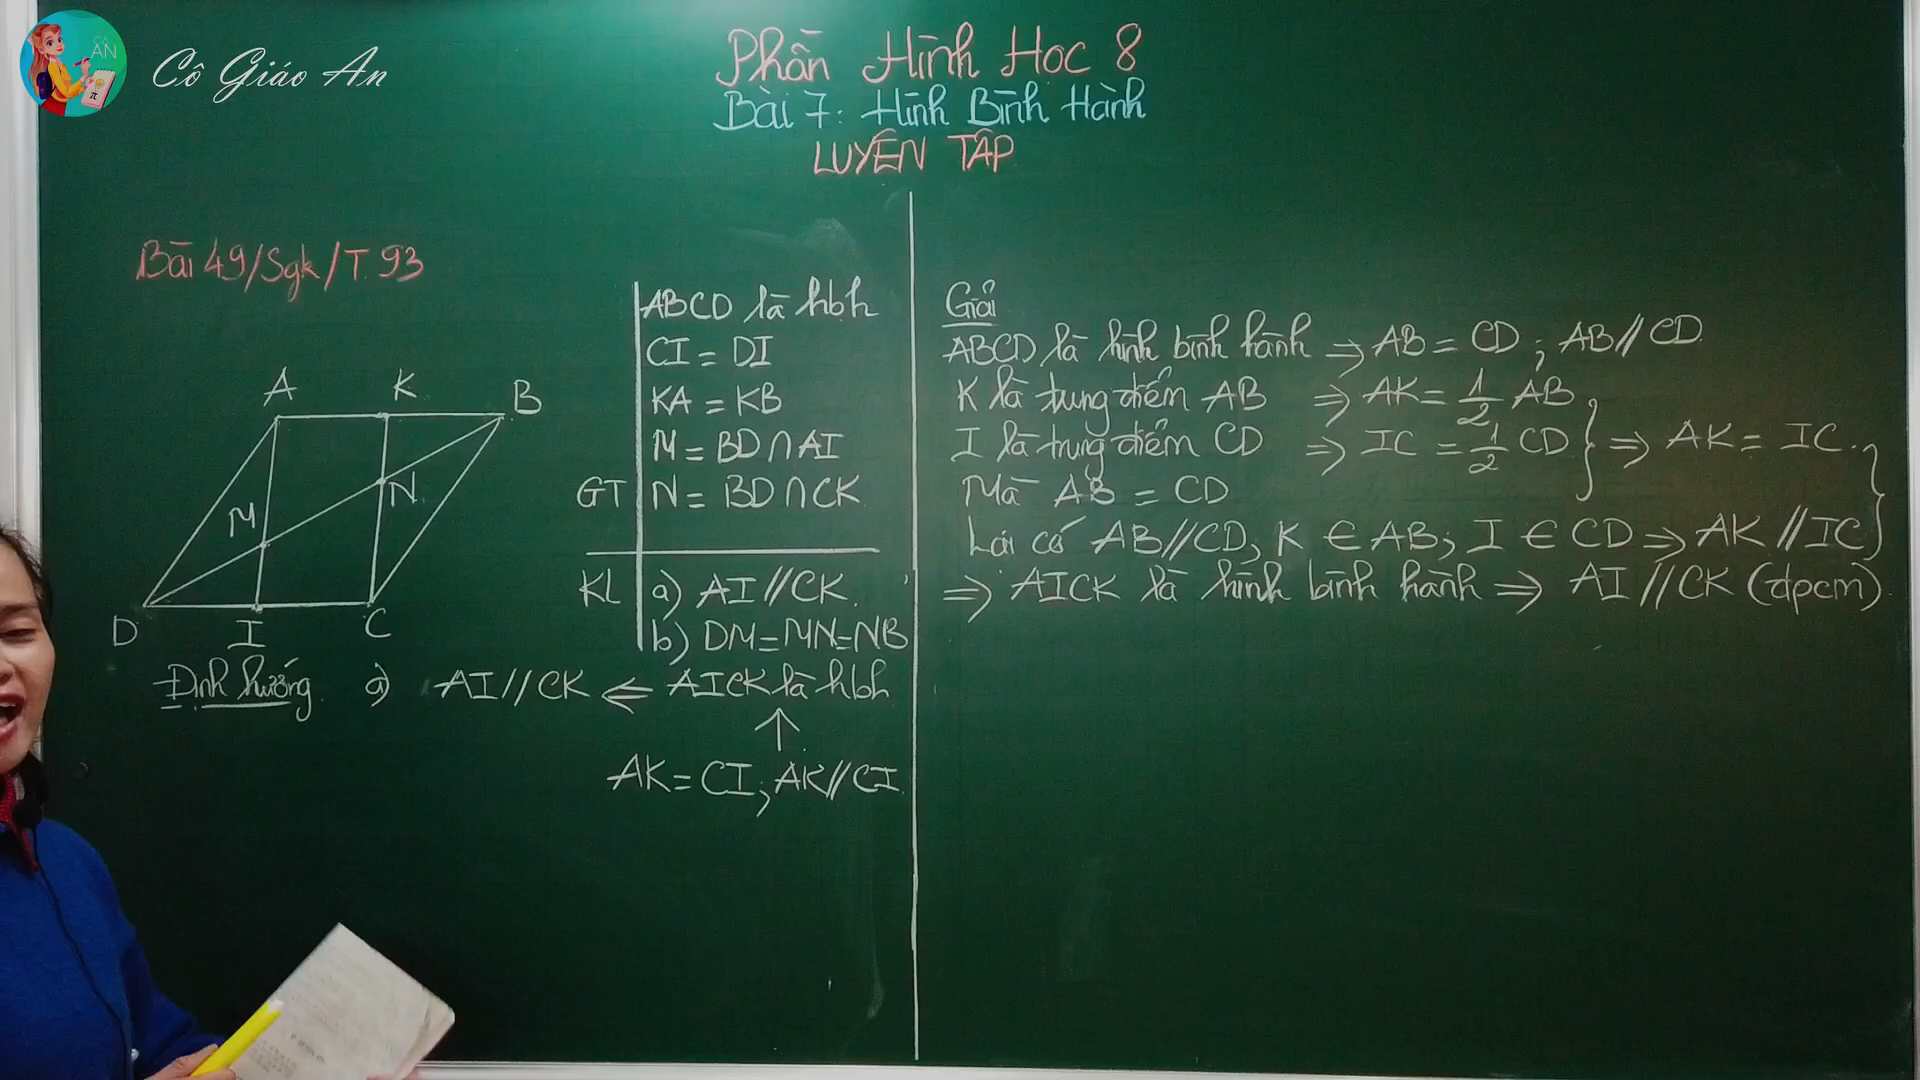 Cô Giáo An
AN
π
Phần Hình Học 8
Bài 7: Hình Bình Hành
LUYỆN TẬP
Bài 49/Sgk/T.93
A K B
M N
D I C
ABCD là hbh
CI = DI
KA = KB
M = BD ∩ AI
GT N = BD ∩ CK
KL a) AI // CK.
b) DM = MN = NB
Định hướng a) AI // CK ⇐ AICK là hbh
↑
AK = CI; AK // CI.
Giải
ABCD là hình bình hành ⇒ AB = CD ; AB // CD.
K là trung điểm AB ⇒ AK = 1/2 AB
I là trung điểm CD ⇒ IC = 1/2 CD } ⇒ AK = IC.
Mà AB = CD
Lại có AB // CD, K ∈ AB; I ∈ CD ⇒ AK // IC }
⇒ AICK là hình bình hành ⇒ AI // CK (đpcm).